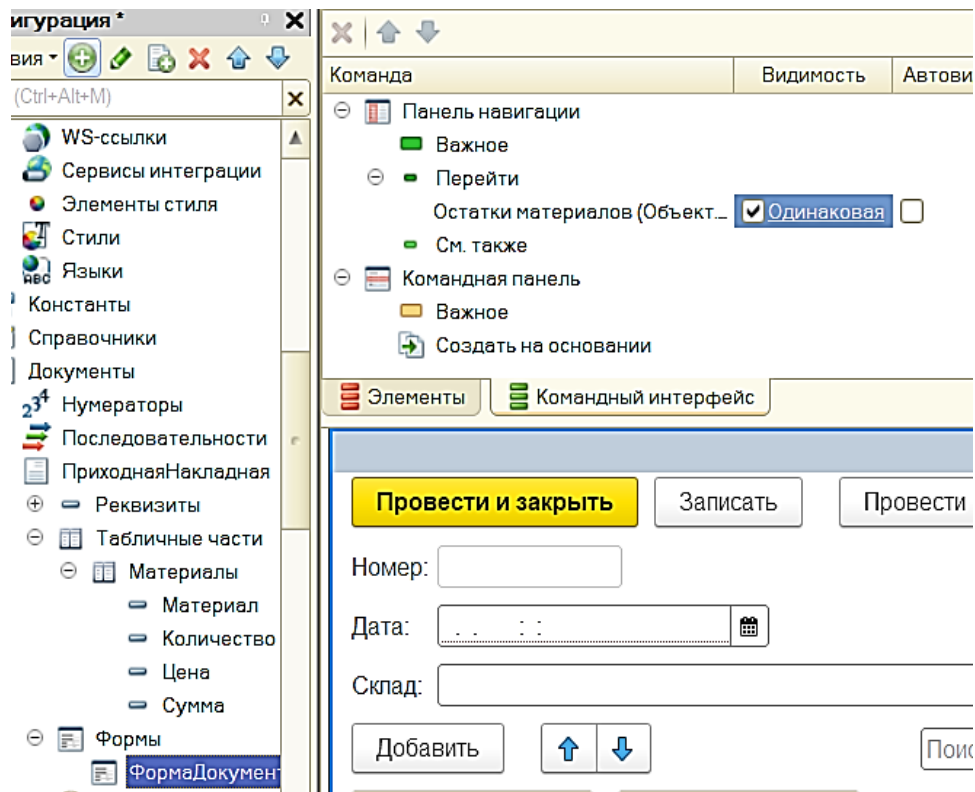 игурация *
вия
(Ctrl+Alt+M)
WS-ссылки
Сервисы интеграции
Элементы стиля
Стили
Языки
Константы
Справочники
Документы
Нумераторы
Последовательности
ПриходнаяНакладная
Реквизиты
Табличные части
Материалы
Материал
Количество
Цена
Сумма
Формы
ФормаДокумен
Команда Видимость Автови
Панель навигации
Важное
Перейти
Остатки материалов (Объект... Одинаковая
См. также
Командная панель
Важное
Создать на основании
Элементы Командный интерфейс
Провести и закрыть Записать Провести
Номер:
Дата: . . : :
Склад:
Добавить Поис